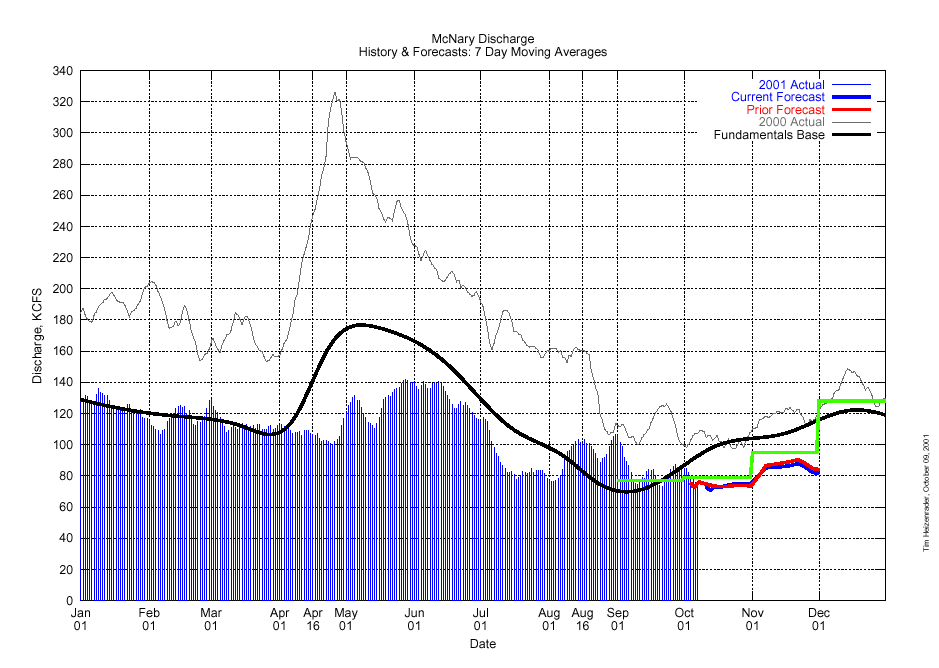 McNary Discharge
History & Forecasts: 7 Day Moving Averages
340
320
300
280
260
240
220
200
180
160
140
120
100
80
60
40
20
0
Discharge, KCFS
2001 Actual
Current Forecast
Prior Forecast
2000 Actual
Fundamentals Base
Jan Feb Mar Apr Apr May Jun Jul Aug Aug Sep Oct Nov Dec
01 01 01 01 16 01 01 01 01 16 01 01 01 01
Date
Tim Heizenrader, October 09, 2001